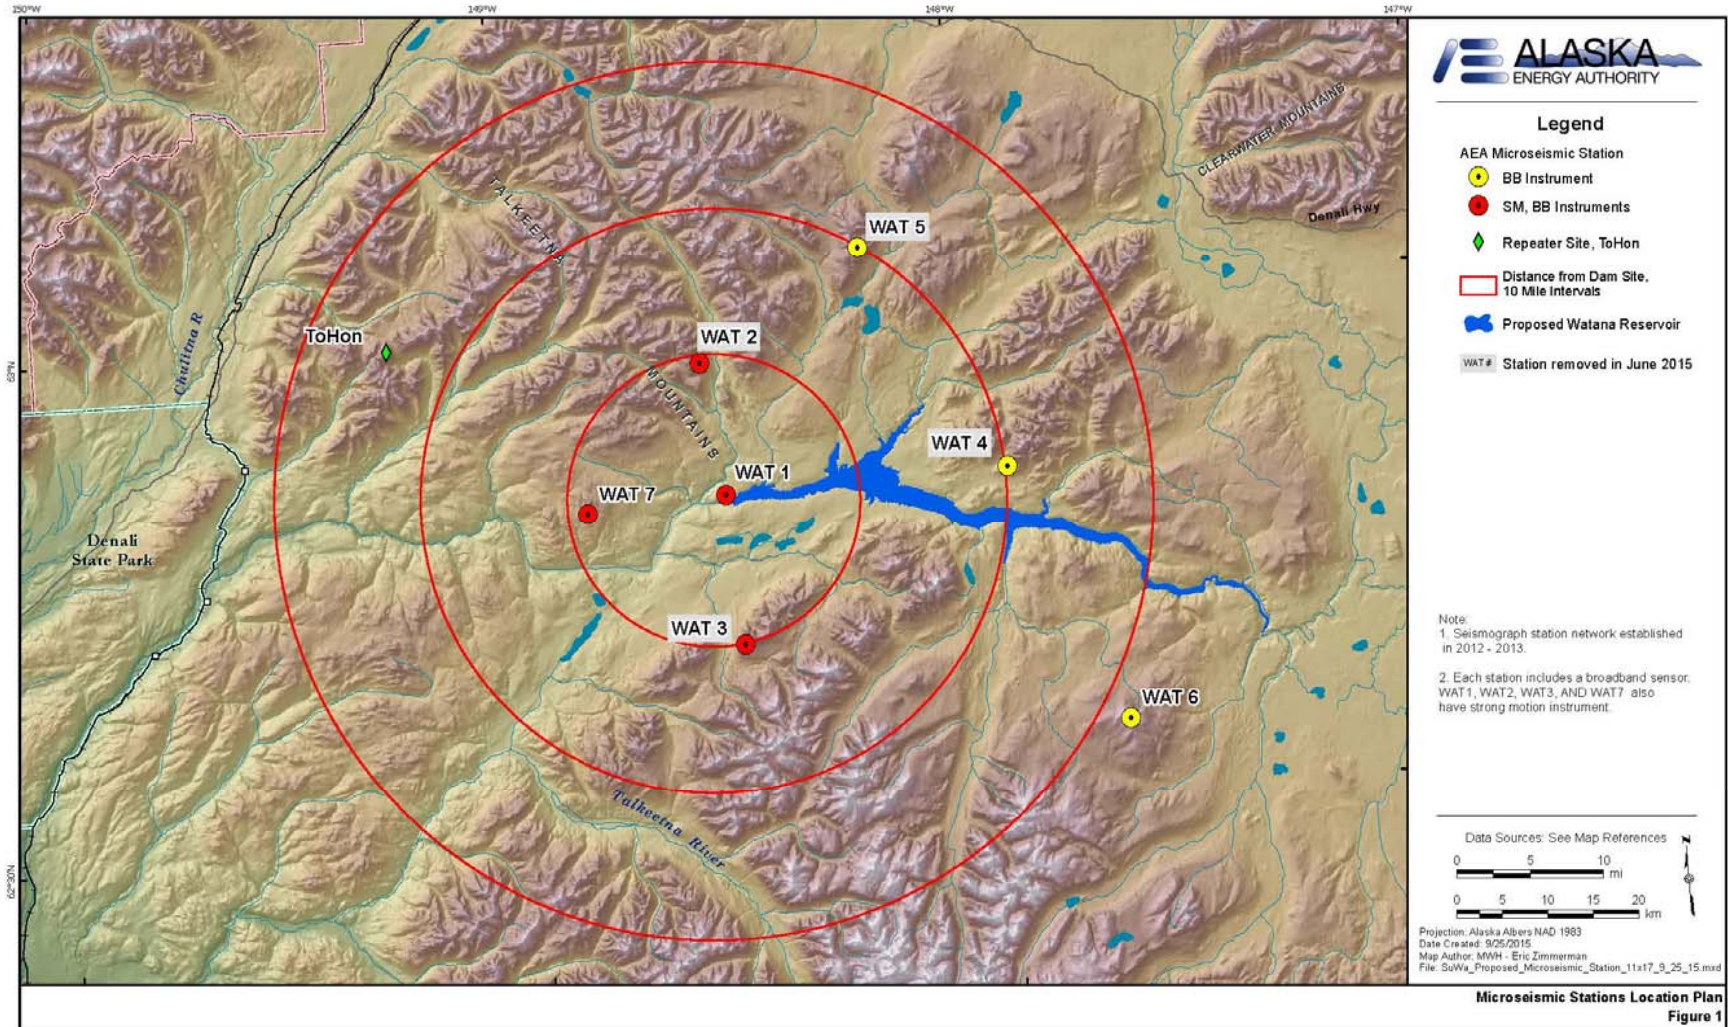 150°W
149°W
148°W
147°W
63°N
62°30'N
TALKEETNA
MOUNTAINS
CLEARWATER MOUNTAINS
Denali Hwy
Chulitna R
ToHon
WAT 5
WAT 2
WAT 4
WAT 1
WAT 7
Denali
State Park
WAT 3
WAT 6
Talkeetna River
ALASKA
ENERGY AUTHORITY
Legend
AEA Microseismic Station
BB Instrument
SM, BB Instruments
Repeater Site, ToHon
Distance from Dam Site,
10 Mile Intervals
Proposed Watana Reservoir
WAT # Station removed in June 2015
Note:
1. Seismograph station network established
in 2012 - 2013.
2. Each station includes a broadband sensor.
WAT1, WAT2, WAT3, AND WAT7 also
have strong motion instrument.
Data Sources: See Map References
0 5 10
mi
0 5 10 15 20
km
N
Projection: Alaska Albers NAD 1983
Date Created: 9/25/2015
Map Author: MWH - Eric Zimmerman
File: SuWa_Proposed_Microseismic_Station_11x17_9_25_15.mxd
Microseismic Stations Location Plan
Figure 1